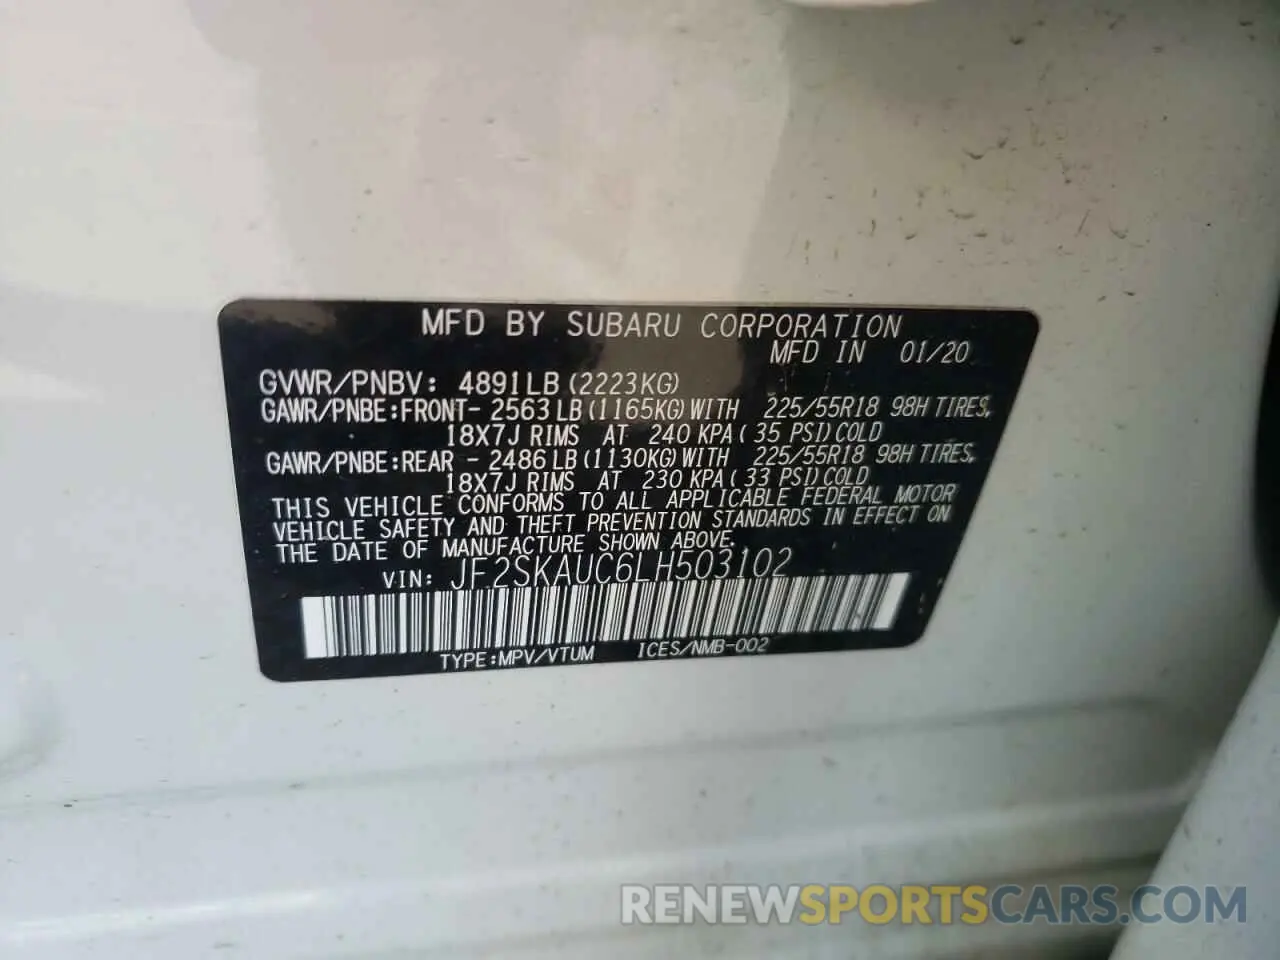 MFD BY SUBARU CORPORATION
MFD IN 01/20
GVWR/PNBV: 4891LB (2223KG)
GAWR/PNBE:FRONT- 2563 LB (1165KG) WITH 225/55R18 98H TIRES,
18X7J RIMS AT 240 KPA ( 35 PSI) COLD
GAWR/PNBE:REAR - 2486 LB (1130KG) WITH 225/55R18 98H TIRES,
18X7J RIMS AT 230 KPA ( 33 PSI) COLD
THIS VEHICLE CONFORMS TO ALL APPLICABLE FEDERAL MOTOR
VEHICLE SAFETY AND THEFT PREVENTION STANDARDS IN EFFECT ON
THE DATE OF MANUFACTURE SHOWN ABOVE.
VIN: JF2SKAUC6LH503102
TYPE:MPV/VTUM ICES/NMB-002
RENEWSPORTSCARS.COM